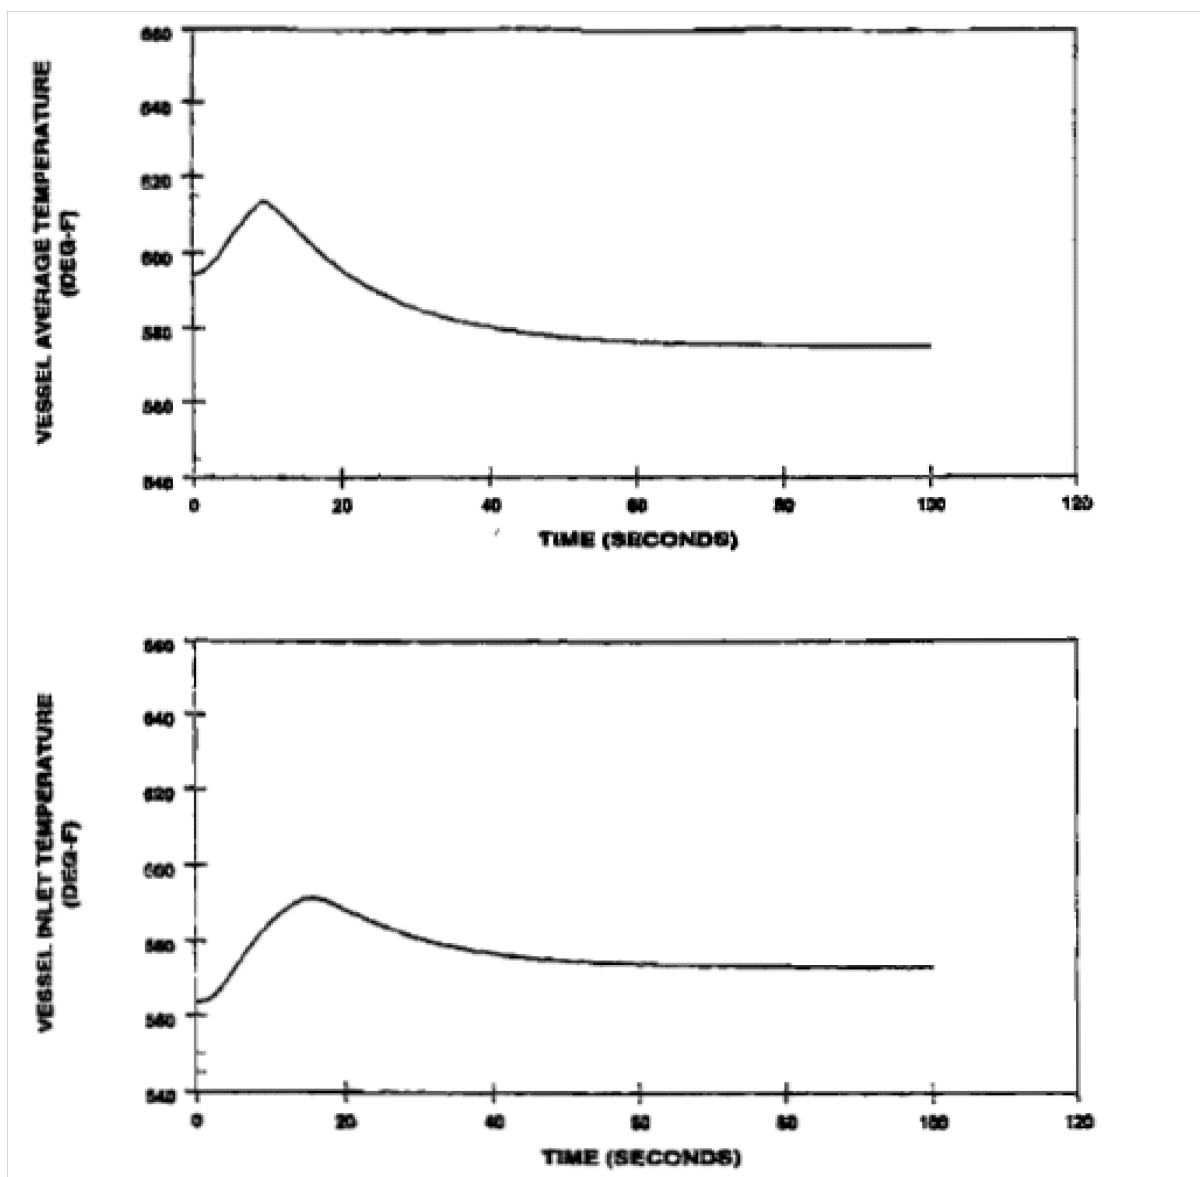 VESSEL AVERAGE TEMPERATURE
(DEG-F)
660
640
620
600
580
560
540
0 20 40 60 80 100 120
TIME (SECONDS)
VESSEL INLET TEMPERATURE
(DEG-F)
660
640
620
600
580
560
540
0 20 40 60 80 100 120
TIME (SECONDS)